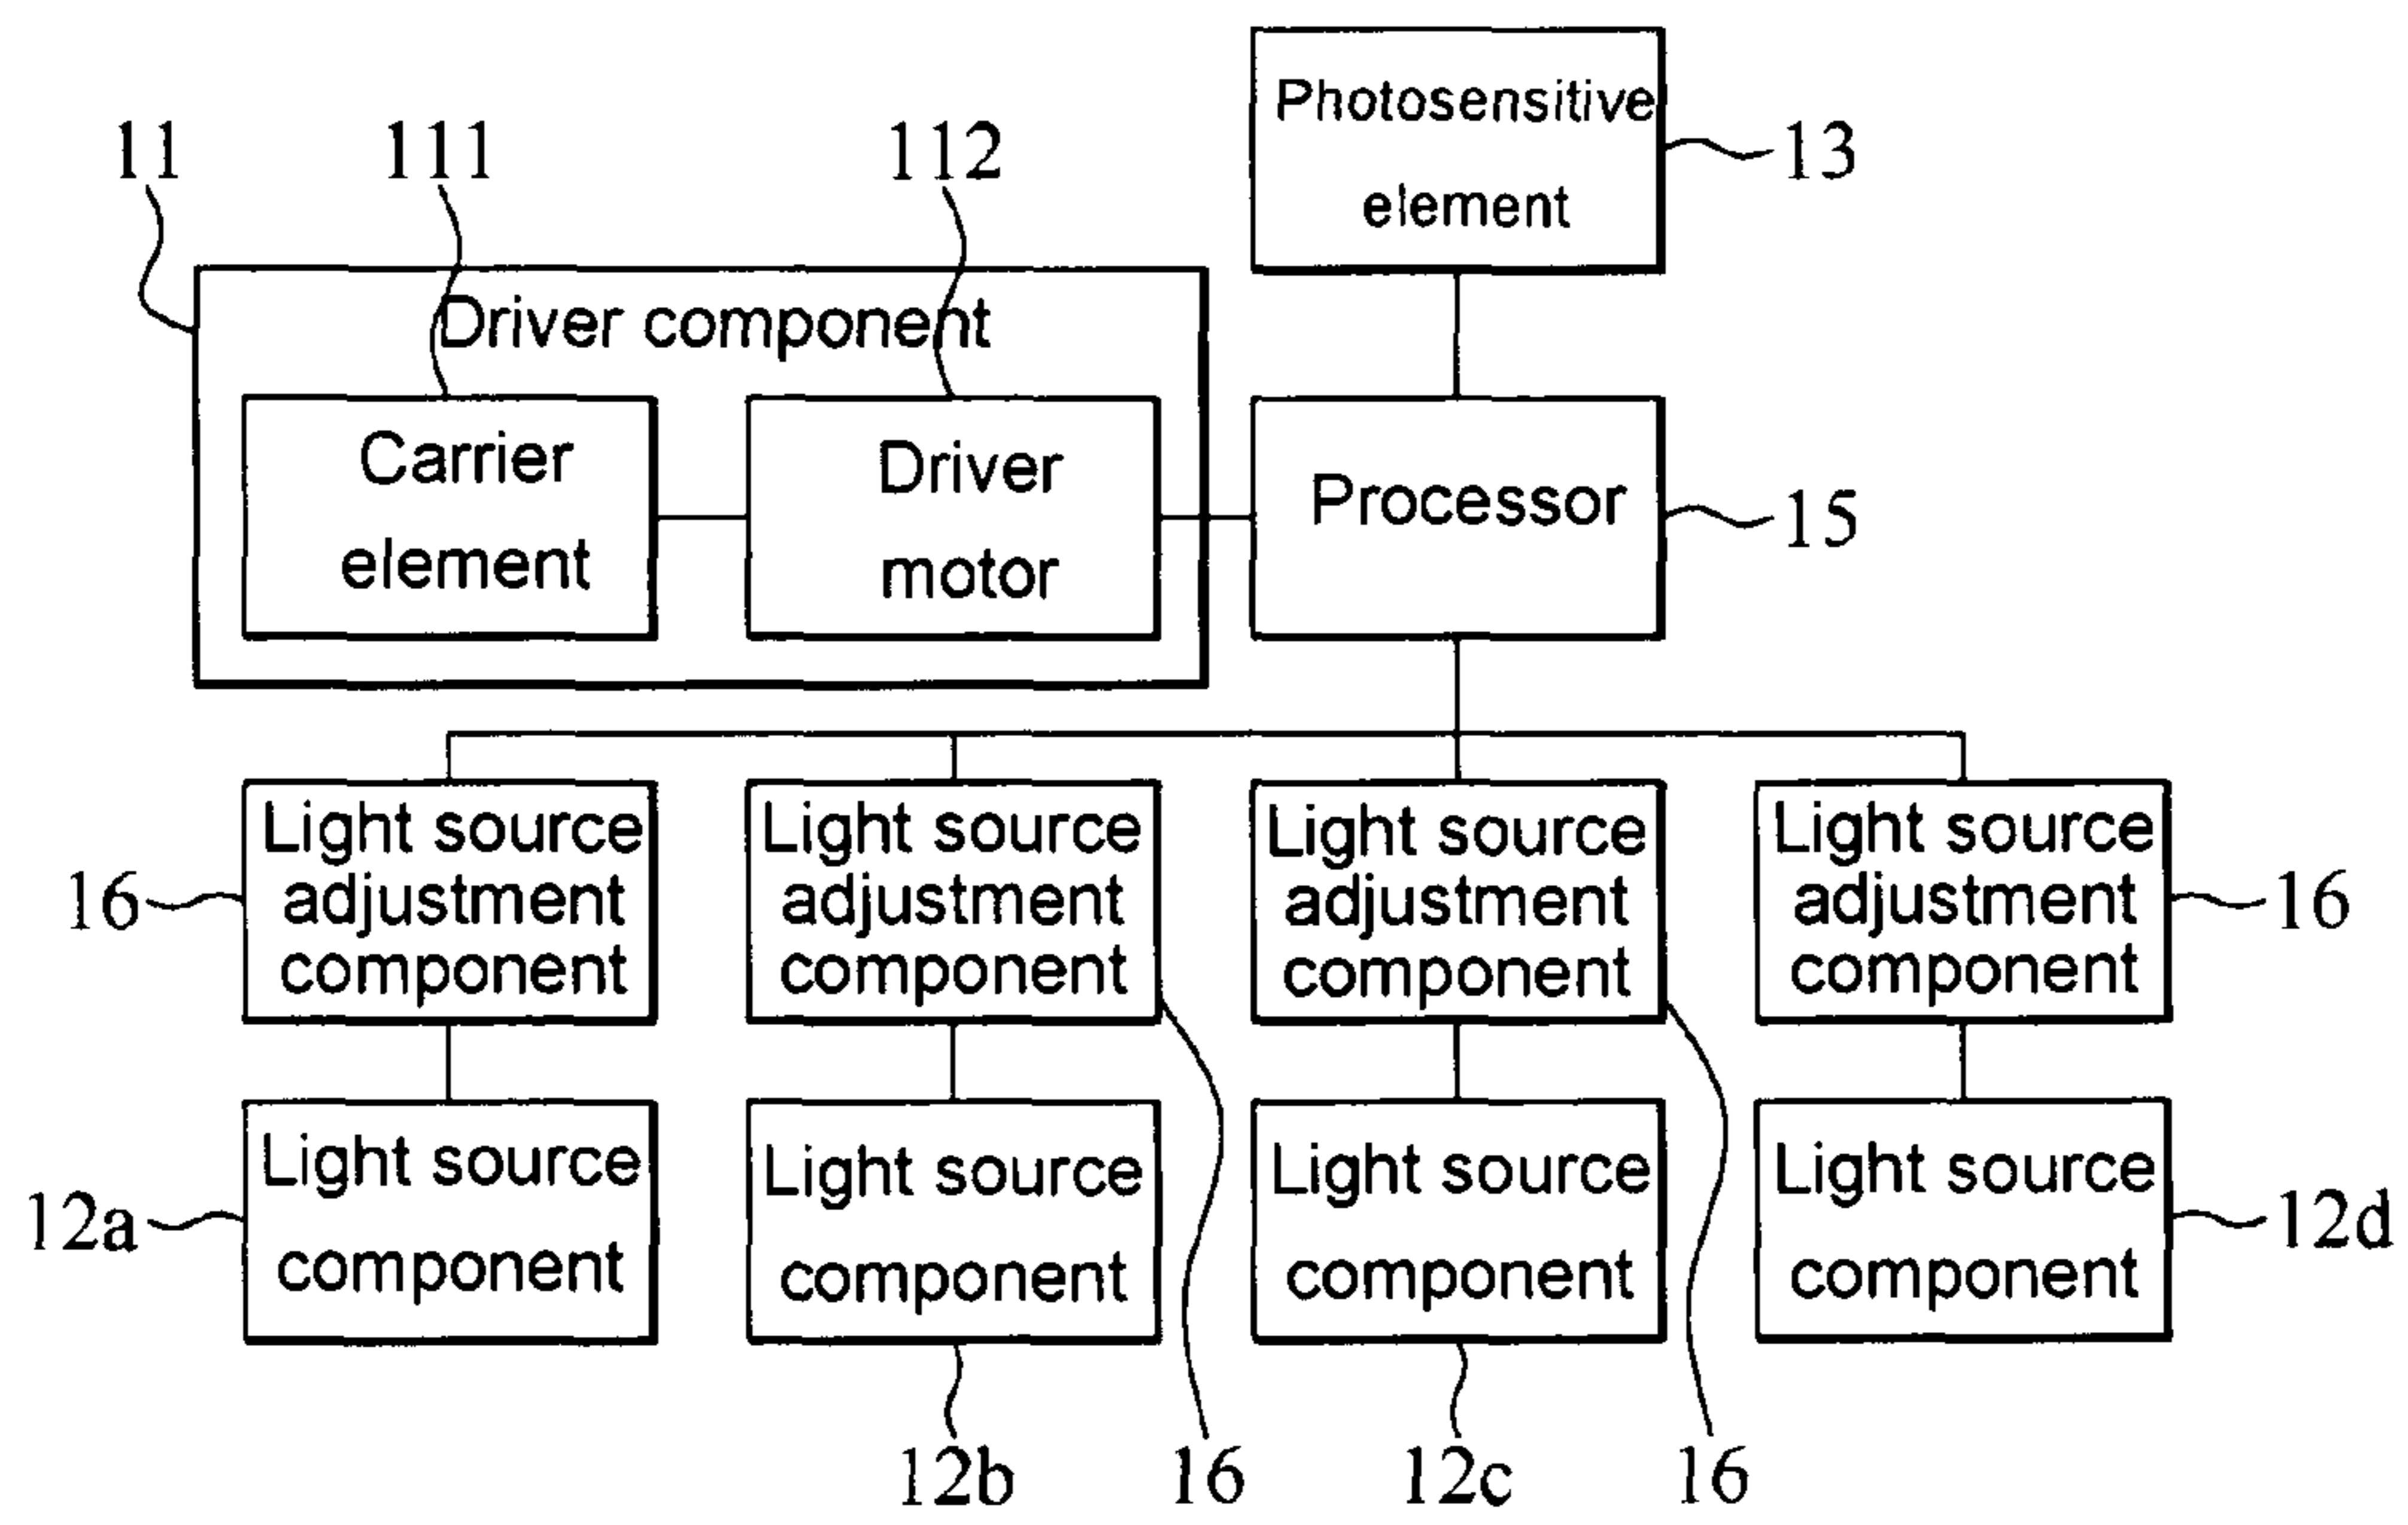 Photosensitive
element
13
11
111
112
Driver component
Carrier
element
Driver
motor
Processor
15
Light source
adjustment
component
Light source
adjustment
component
Light source
adjustment
component
Light source
adjustment
component
16
16
Light source
component
Light source
component
Light source
component
Light source
component
12a
12d
12b
16
12c
16